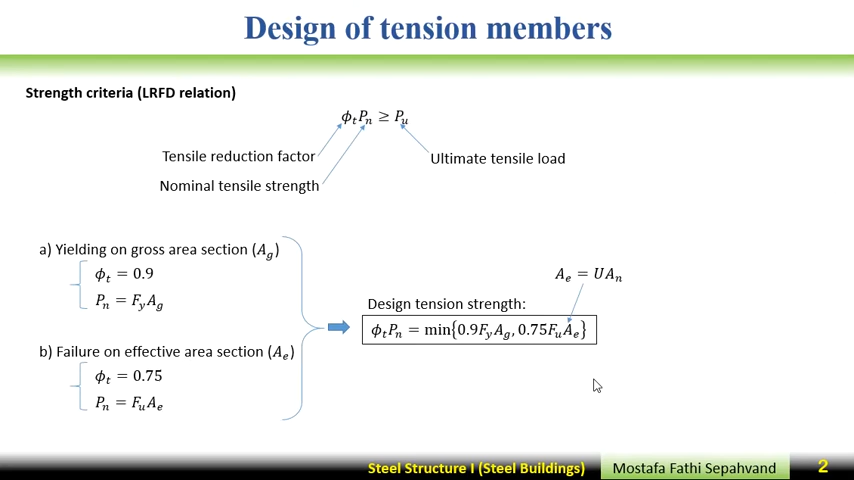 Design of tension members
Strength criteria (LRFD relation)
ϕₜPₙ ≥ Pᵤ
Tensile reduction factor
Ultimate tensile load
Nominal tensile strength
a) Yielding on gross area section (A_g)
ϕₜ = 0.9
Pₙ = F_yA_g
Aₑ = UAₙ
Design tension strength:
ϕₜPₙ = min{0.9F_yA_g, 0.75FᵤAₑ}
b) Failure on effective area section (Aₑ)
ϕₜ = 0.75
Pₙ = FᵤAₑ
Steel Structure I (Steel Buildings)
Mostafa Fathi Sepahvand
2